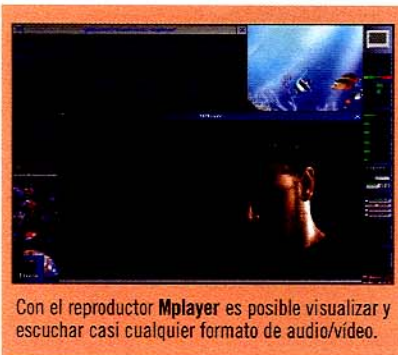 Con el reproductor Mplayer es posible visualizar y
escuchar casi cualquier formato de audio/vídeo.